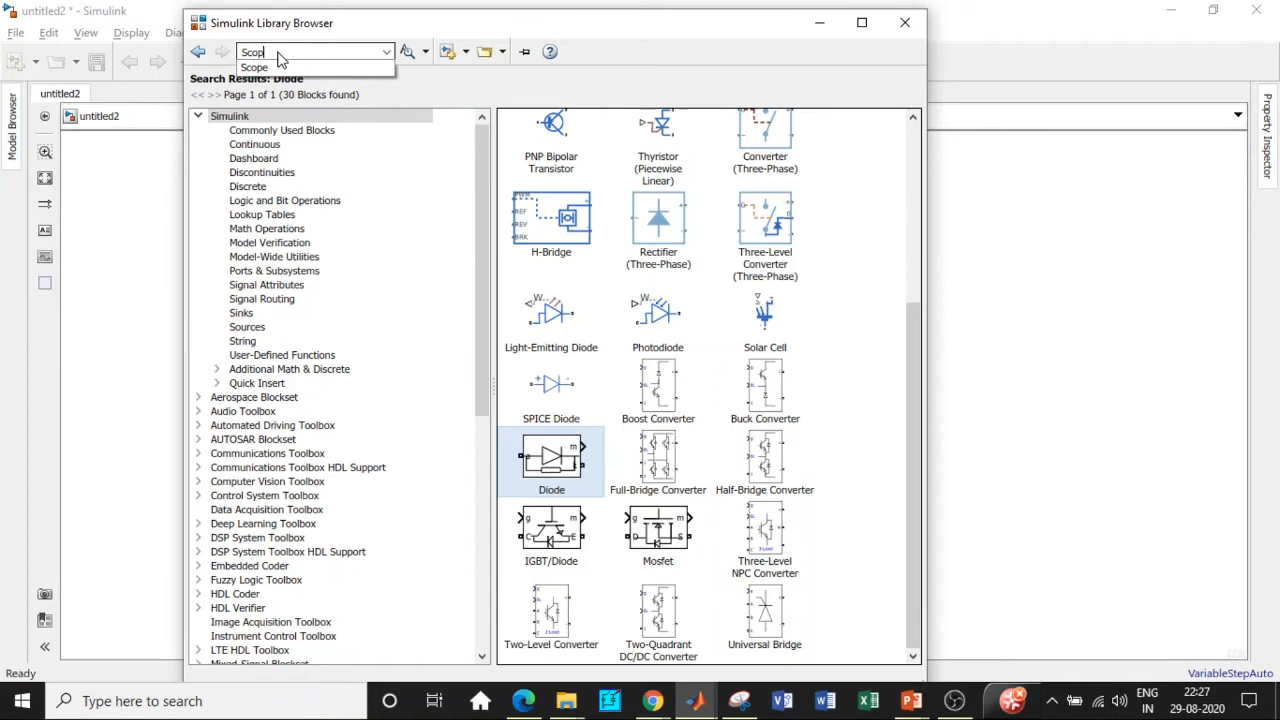 untitled2 * - Simulink
File Edit View Display
Simulink Library Browser
Scop
Scope
Search Results: Diode
<< >> Page 1 of 1 (30 Blocks found)
untitled2
untitled2
Model Browser
Property Inspector
Simulink
Commonly Used Blocks
Continuous
Dashboard
Discontinuities
Discrete
Logic and Bit Operations
Lookup Tables
Math Operations
Model Verification
Model-Wide Utilities
Ports & Subsystems
Signal Attributes
Signal Routing
Sinks
Sources
String
User-Defined Functions
Additional Math & Discrete
Quick Insert
Aerospace Blockset
Audio Toolbox
Automated Driving Toolbox
AUTOSAR Blockset
Communications Toolbox
Communications Toolbox HDL Support
Computer Vision Toolbox
Control System Toolbox
Data Acquisition Toolbox
Deep Learning Toolbox
DSP System Toolbox
DSP System Toolbox HDL Support
Embedded Coder
Fuzzy Logic Toolbox
HDL Coder
HDL Verifier
Image Acquisition Toolbox
Instrument Control Toolbox
LTE HDL Toolbox
Mixed-Signal Blockset
PNP Bipolar
Transistor
Thyristor
(Piecewise
Linear)
Converter
(Three-Phase)
PWM
REF
REV
BRK
H-Bridge
Rectifier
(Three-Phase)
Three-Level
Converter
(Three-Phase)
Light-Emitting Diode
Photodiode
Solar Cell
SPICE Diode
Boost Converter
Buck Converter
Diode
Full-Bridge Converter
Half-Bridge Converter
IGBT/Diode
Mosfet
Three-Level
NPC Converter
Two-Level Converter
Two-Quadrant
DC/DC Converter
Universal Bridge
Ready
VariableStepAuto
Type here to search
ENG
IN
22:27
29-08-2020